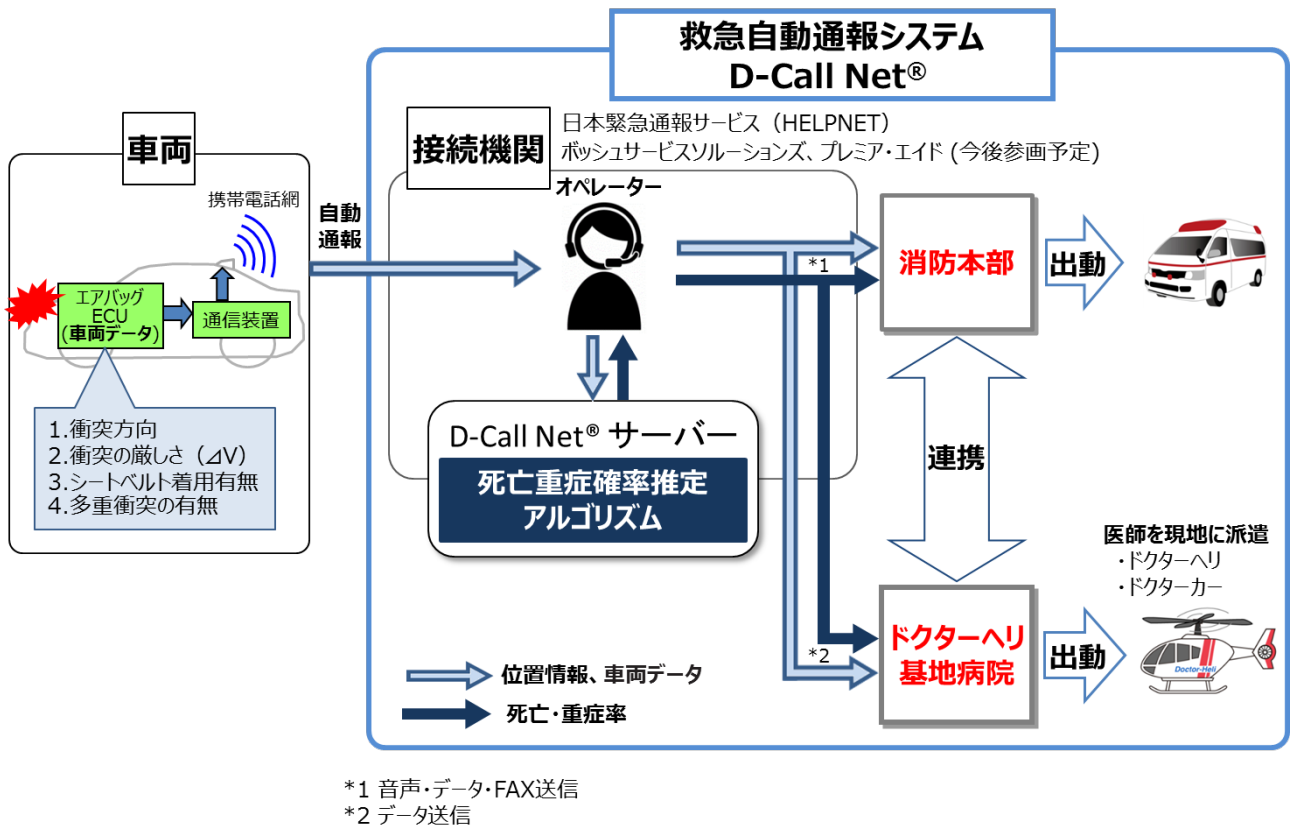 救急自動通報システム
D-Call Net®
車両
携帯電話網
エアバッグ
ECU
(車両データ)
通信装置
1.衝突方向
2.衝突の厳しさ（⊿V）
3.シートベルト着用有無
4.多重衝突の有無
自動
通報
接続機関
日本緊急通報サービス（HELPNET）
ボッシュサービスソルーションズ、プレミア・エイド (今後参画予定)
オペレーター
D-Call Net® サーバー
死亡重症確率推定
アルゴリズム
*1
消防本部
出動
連携
医師を現地に派遣
・ドクターヘリ
・ドクターカー
*2
ドクターヘリ
基地病院
出動
Doctor-Heli
位置情報、車両データ
死亡・重症率
*1 音声・データ・FAX送信
*2 データ送信